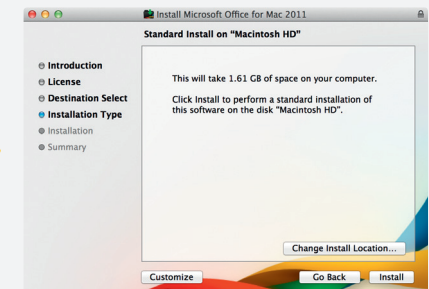 Install Microsoft Office for Mac 2011
Standard Install on "Macintosh HD"
Introduction
License
Destination Select
Installation Type
Installation
Summary
This will take 1.61 GB of space on your computer.
Click Install to perform a standard installation of
this software on the disk "Macintosh HD".
Change Install Location...
Customize
Go Back
Install